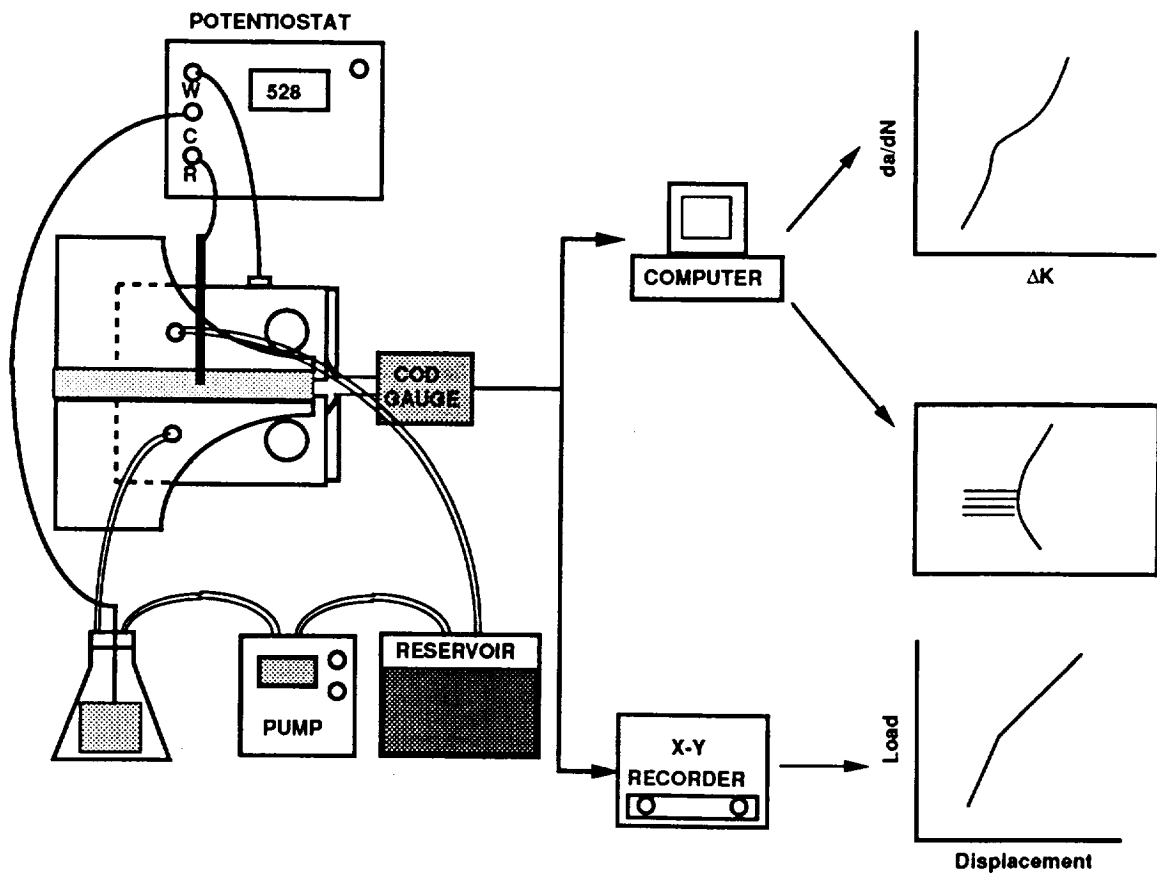 POTENTIOSTAT
W
528
C
R
da/dN
ΔK
COMPUTER
COD
GAUGE
RESERVOIR
PUMP
X-Y
RECORDER
Load
Displacement